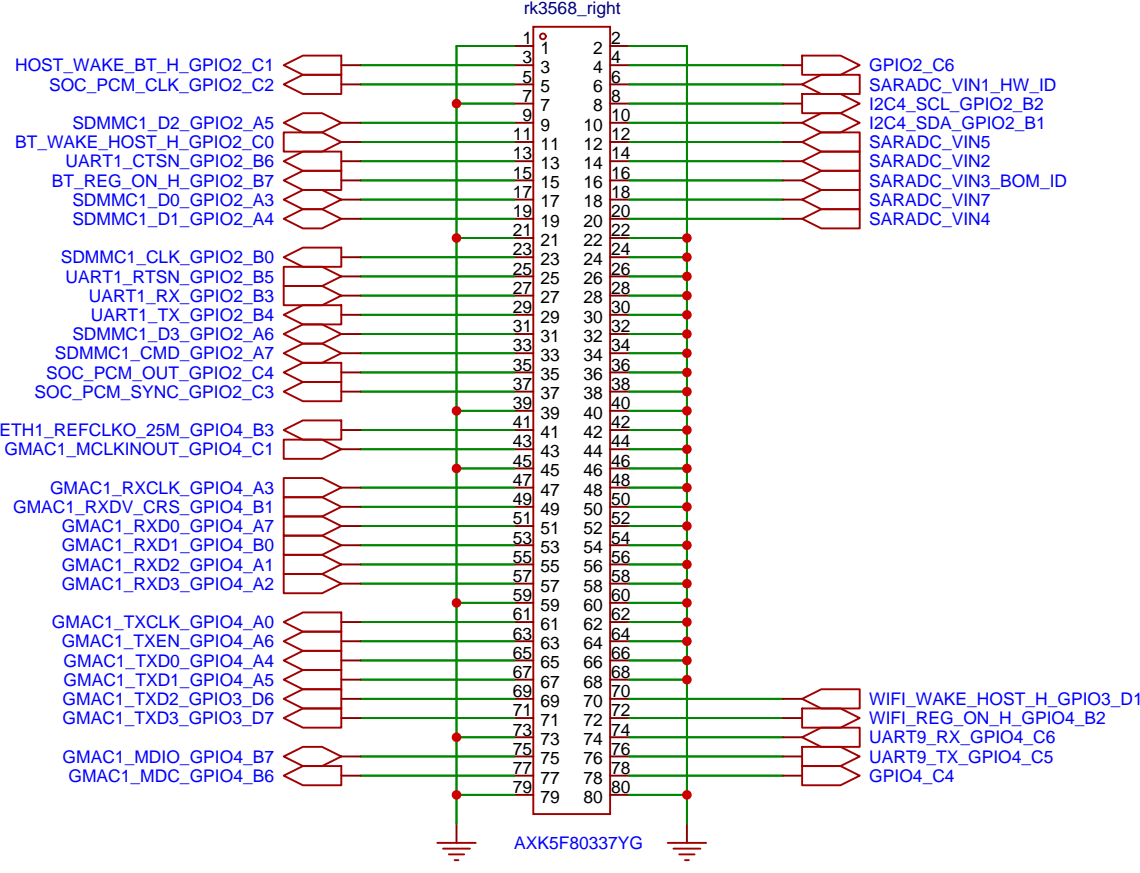 rk3568_right
1 1 2 2
HOST_WAKE_BT_H_GPIO2_C1 3 3 4 4 GPIO2_C6
SOC_PCM_CLK_GPIO2_C2 5 5 6 6 SARADC_VIN1_HW_ID
7 7 8 8 I2C4_SCL_GPIO2_B2
SDMMC1_D2_GPIO2_A5 9 9 10 10 I2C4_SDA_GPIO2_B1
BT_WAKE_HOST_H_GPIO2_C0 11 11 12 12 SARADC_VIN5
UART1_CTSN_GPIO2_B6 13 13 14 14 SARADC_VIN2
BT_REG_ON_H_GPIO2_B7 15 15 16 16 SARADC_VIN3_BOM_ID
SDMMC1_D0_GPIO2_A3 17 17 18 18 SARADC_VIN7
SDMMC1_D1_GPIO2_A4 19 19 20 20 SARADC_VIN4
21 21 22 22
SDMMC1_CLK_GPIO2_B0 23 23 24 24
UART1_RTSN_GPIO2_B5 25 25 26 26
UART1_RX_GPIO2_B3 27 27 28 28
UART1_TX_GPIO2_B4 29 29 30 30
SDMMC1_D3_GPIO2_A6 31 31 32 32
SDMMC1_CMD_GPIO2_A7 33 33 34 34
SOC_PCM_OUT_GPIO2_C4 35 35 36 36
SOC_PCM_SYNC_GPIO2_C3 37 37 38 38
39 39 40 40
ETH1_REFCLKO_25M_GPIO4_B3 41 41 42 42
GMAC1_MCLKINOUT_GPIO4_C1 43 43 44 44
45 45 46 46
GMAC1_RXCLK_GPIO4_A3 47 47 48 48
GMAC1_RXDV_CRS_GPIO4_B1 49 49 50 50
GMAC1_RXD0_GPIO4_A7 51 51 52 52
GMAC1_RXD1_GPIO4_B0 53 53 54 54
GMAC1_RXD2_GPIO4_A1 55 55 56 56
GMAC1_RXD3_GPIO4_A2 57 57 58 58
59 59 60 60
GMAC1_TXCLK_GPIO4_A0 61 61 62 62
GMAC1_TXEN_GPIO4_A6 63 63 64 64
GMAC1_TXD0_GPIO4_A4 65 65 66 66
GMAC1_TXD1_GPIO4_A5 67 67 68 68
GMAC1_TXD2_GPIO3_D6 69 69 70 70 WIFI_WAKE_HOST_H_GPIO3_D1
GMAC1_TXD3_GPIO3_D7 71 71 72 72 WIFI_REG_ON_H_GPIO4_B2
73 73 74 74 UART9_RX_GPIO4_C6
GMAC1_MDIO_GPIO4_B7 75 75 76 76 UART9_TX_GPIO4_C5
GMAC1_MDC_GPIO4_B6 77 77 78 78 GPIO4_C4
79 79 80 80
AXK5F80337YG